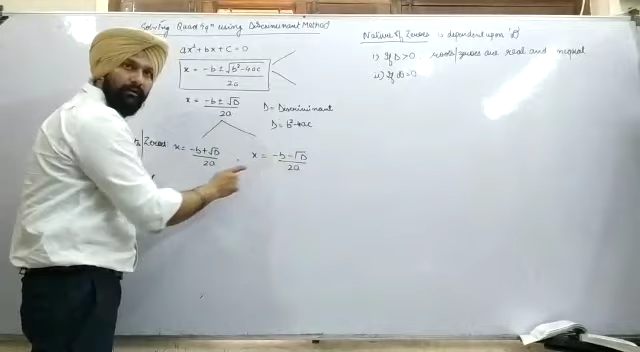 Solving Quad Eqn using Discriminant Method
ax² + bx + c = 0
x = -b ± √b²-4ac / 2a
x = -b ± √D / 2a
D = Discriminant
D = b²-4ac
Zeroes x = -b+√D / 2a , x = -b-√D / 2a
Nature of Zeroes is dependent upon 'D'
i) If D>0 roots/zeroes are real and unequal
ii) If D=0